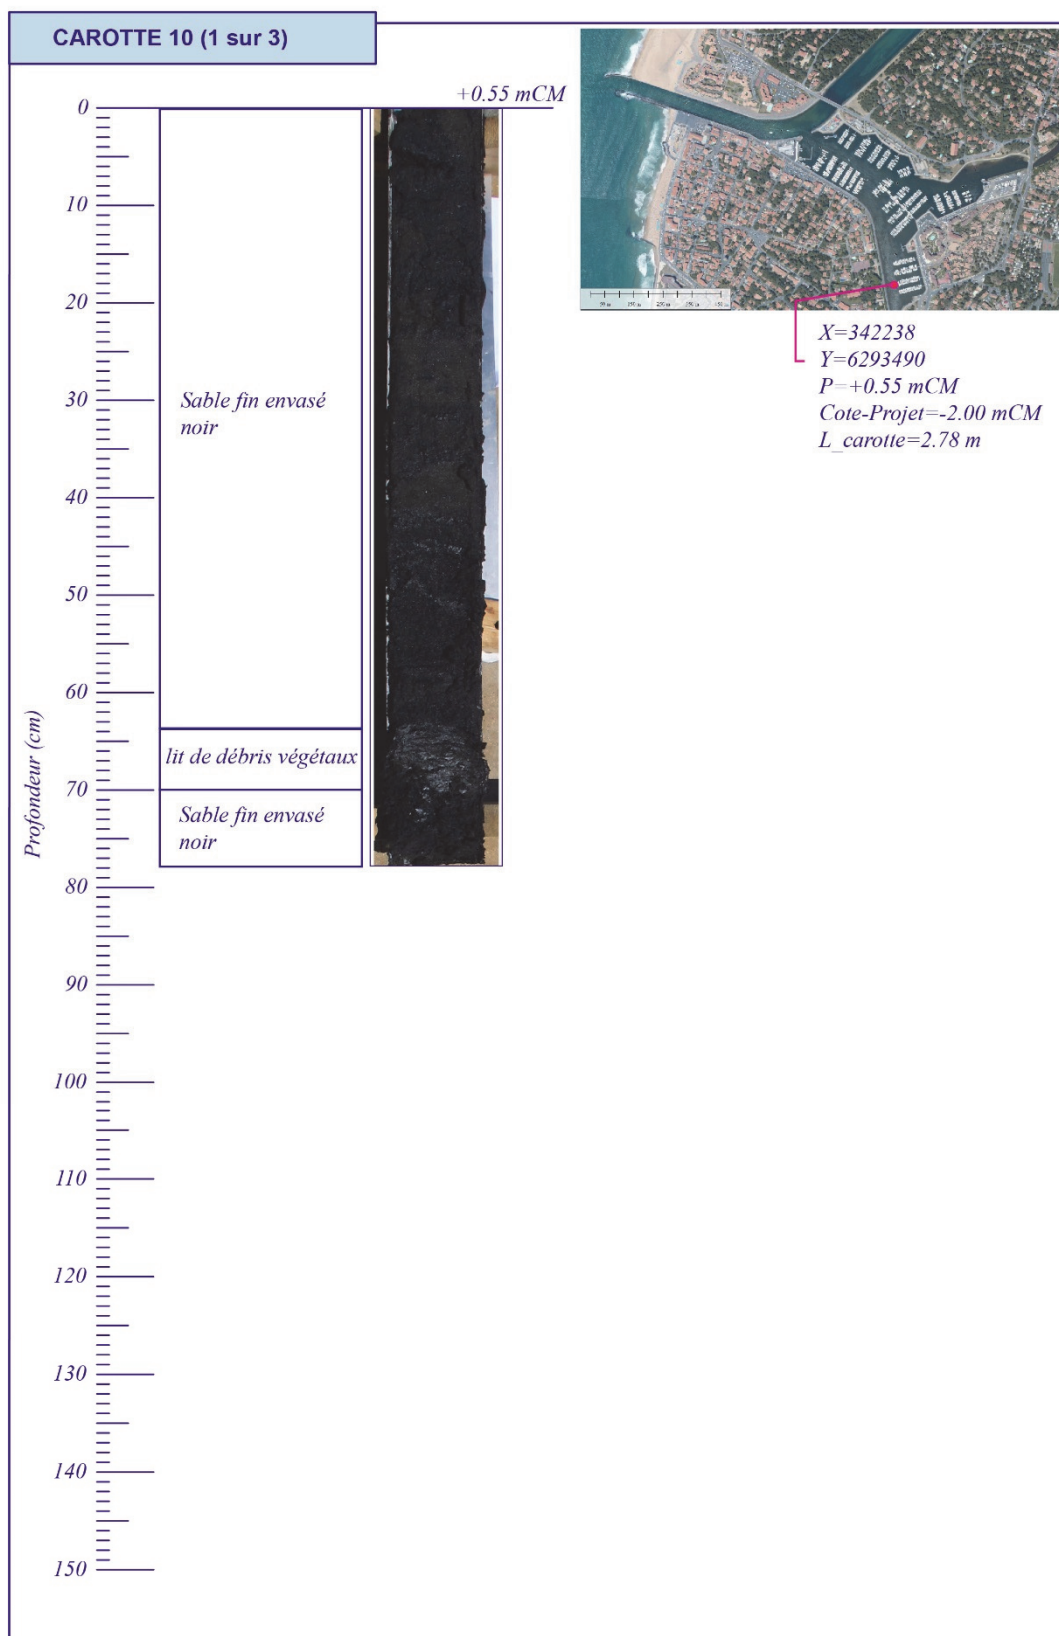 CAROTTE 10 (1 sur 3)
+0.55 mCM
0
10
20
30
40
50
60
70
80
90
100
110
120
130
140
150
Profondeur (cm)
Sable fin envasé
noir
lit de débris végétaux
Sable fin envasé
noir
X=342238
Y=6293490
P=+0.55 mCM
Cote-Projet=-2.00 mCM
L_carotte=2.78 m